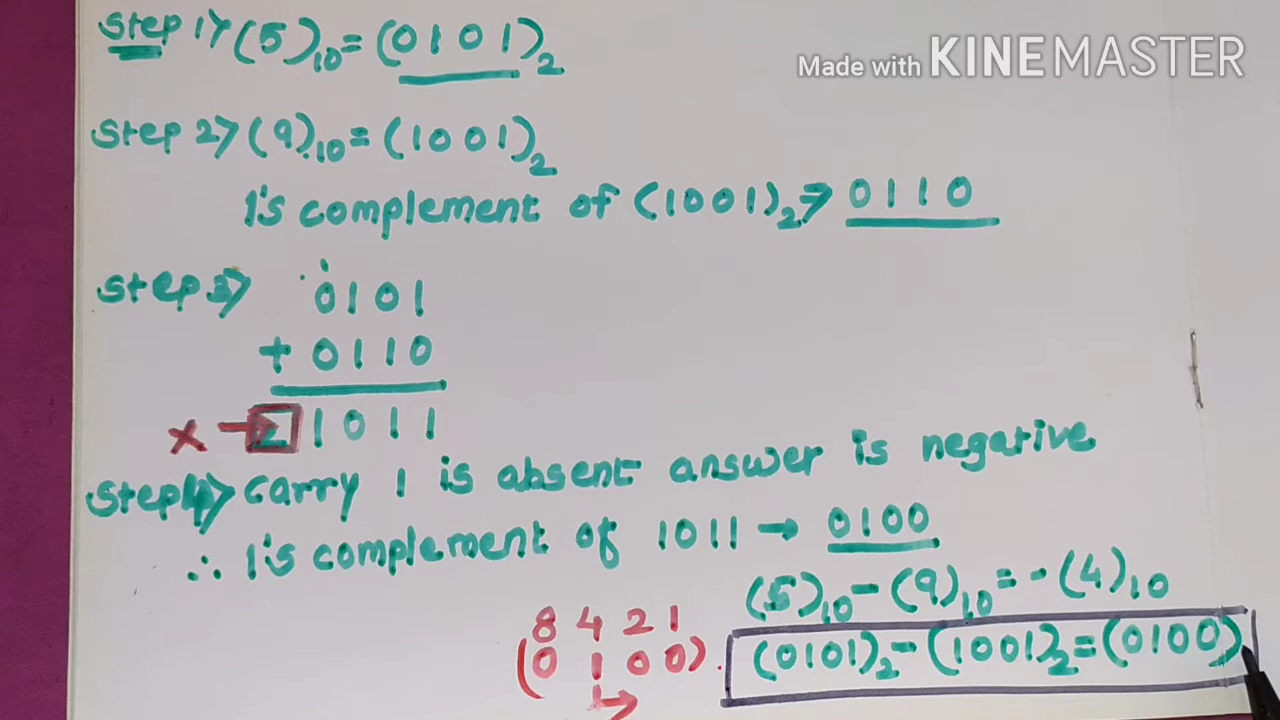 Step 1> (5)10 = (0101)2
Made with KINEMASTER
Step 2> (9)10 = (1001)2
1's complement of (1001)2 → 0110
Step 3> 0101
+ 0110
x → 1011
Step 4> carry 1 is absent answer is negative
∴ 1's complement of 1011 → 0100
(5)10 - (9)10 = -(4)10
8 4 2 1
(0 1 0 0).
(0101)2 - (1001)2 = (0100)